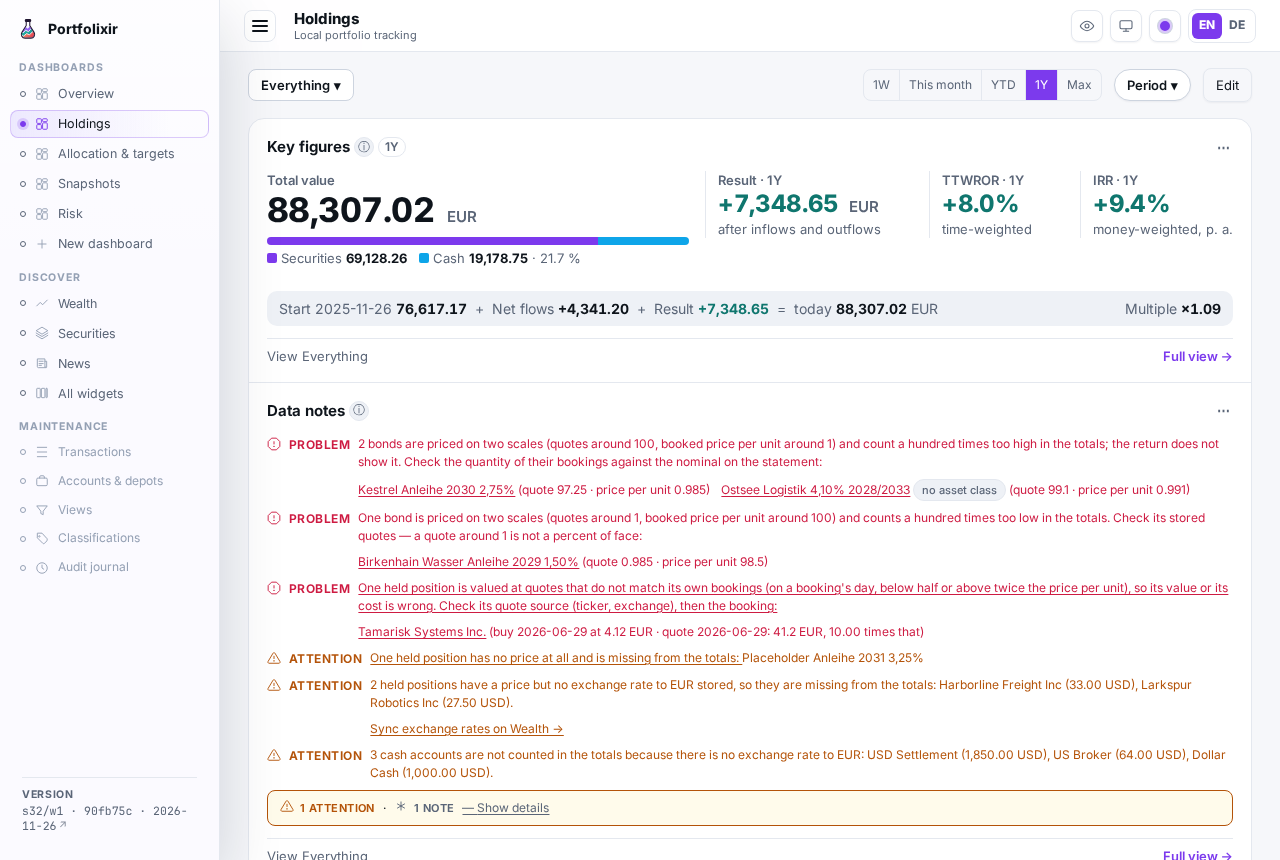 Portfolixir
DASHBOARDS
Overview
Holdings
Allocation & targets
Snapshots
Risk
New dashboard
DISCOVER
Wealth
Securities
News
All widgets
MAINTENANCE
Transactions
Accounts & depots
Views
Classifications
Audit journal
VERSION
s32/w1 · 90fb75c · 2026-
11-26↗
Holdings
Local portfolio tracking
EN DE
Everything ▾
1W This month YTD 1Y Max Period ▾ Edit
Key figures ⓘ 1Y ⋯
Total value
88,307.02 EUR
Securities 69,128.26 Cash 19,178.75 · 21.7 %
Result · 1Y
+7,348.65 EUR
after inflows and outflows
TTWROR · 1Y
+8.0%
time-weighted
IRR · 1Y
+9.4%
money-weighted, p. a.
Start 2025-11-26 76,617.17 + Net flows +4,341.20 + Result +7,348.65 = today 88,307.02 EUR Multiple ×1.09
View Everything Full view →
Data notes ⓘ ⋯
PROBLEM 2 bonds are priced on two scales (quotes around 100, booked price per unit around 1) and count a hundred times too high in the totals; the return does not
show it. Check the quantity of their bookings against the nominal on the statement:
Kestrel Anleihe 2030 2,75% (quote 97.25 · price per unit 0.985) Ostsee Logistik 4,10% 2028/2033 no asset class (quote 99.1 · price per unit 0.991)
PROBLEM One bond is priced on two scales (quotes around 1, booked price per unit around 100) and counts a hundred times too low in the totals. Check its stored
quotes — a quote around 1 is not a percent of face:
Birkenhain Wasser Anleihe 2029 1,50% (quote 0.985 · price per unit 98.5)
PROBLEM One held position is valued at quotes that do not match its own bookings (on a booking's day, below half or above twice the price per unit), so its value or its
cost is wrong. Check its quote source (ticker, exchange), then the booking:
Tamarisk Systems Inc. (buy 2026-06-29 at 4.12 EUR · quote 2026-06-29: 41.2 EUR, 10.00 times that)
ATTENTION One held position has no price at all and is missing from the totals: Placeholder Anleihe 2031 3,25%
ATTENTION 2 held positions have a price but no exchange rate to EUR stored, so they are missing from the totals: Harborline Freight Inc (33.00 USD), Larkspur
Robotics Inc (27.50 USD).
Sync exchange rates on Wealth →
ATTENTION 3 cash accounts are not counted in the totals because there is no exchange rate to EUR: USD Settlement (1,850.00 USD), US Broker (64.00 USD), Dollar
Cash (1,000.00 USD).
1 ATTENTION · 1 NOTE — Show details
View Everything Full view →